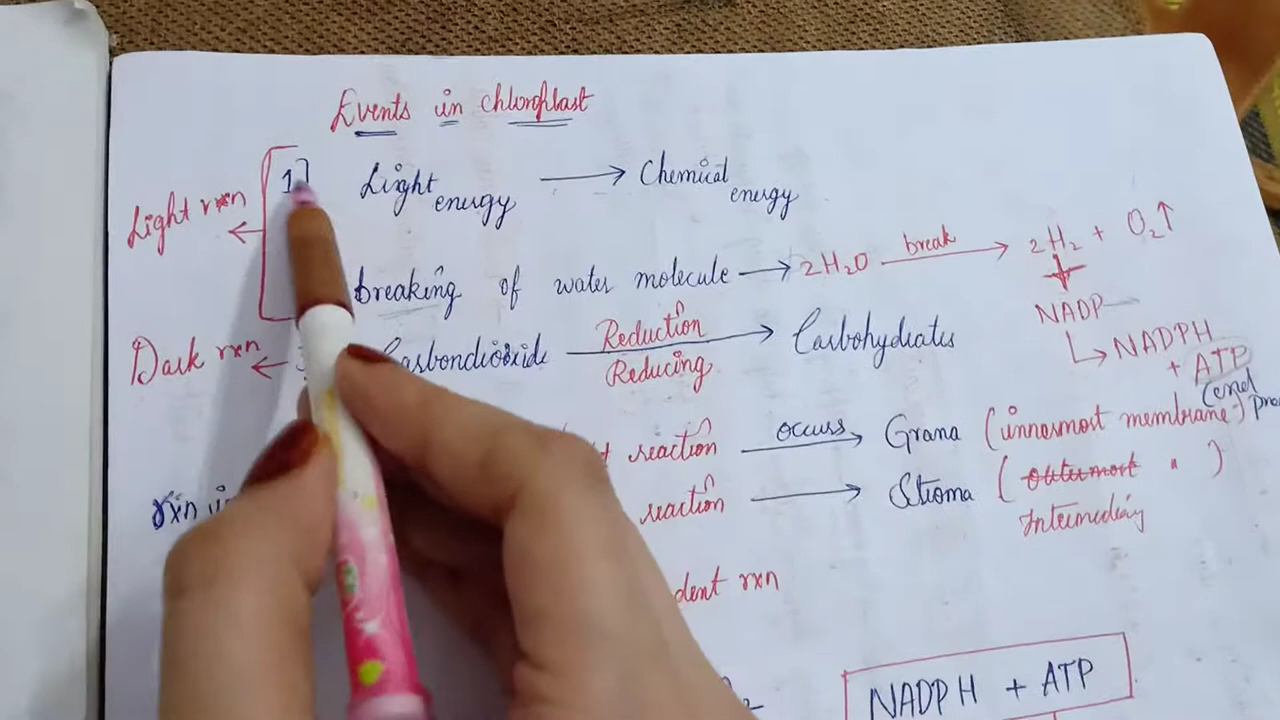 Events in chloroplast
1] Light energy → Chemical energy
Light rxn ←
breaking of water molecule → 2H₂O break → 2H₂ + O₂↑
NADP
NADPH
+ ATP
(end
Dark rxn ← Carbondioxide Reduction → Carbohydrates
Reducing
reaction occurs → Grana (innermost membrane)
reaction → Stroma ( outermost " )
Intermediary
rxn
dent rxn
NADPH + ATP